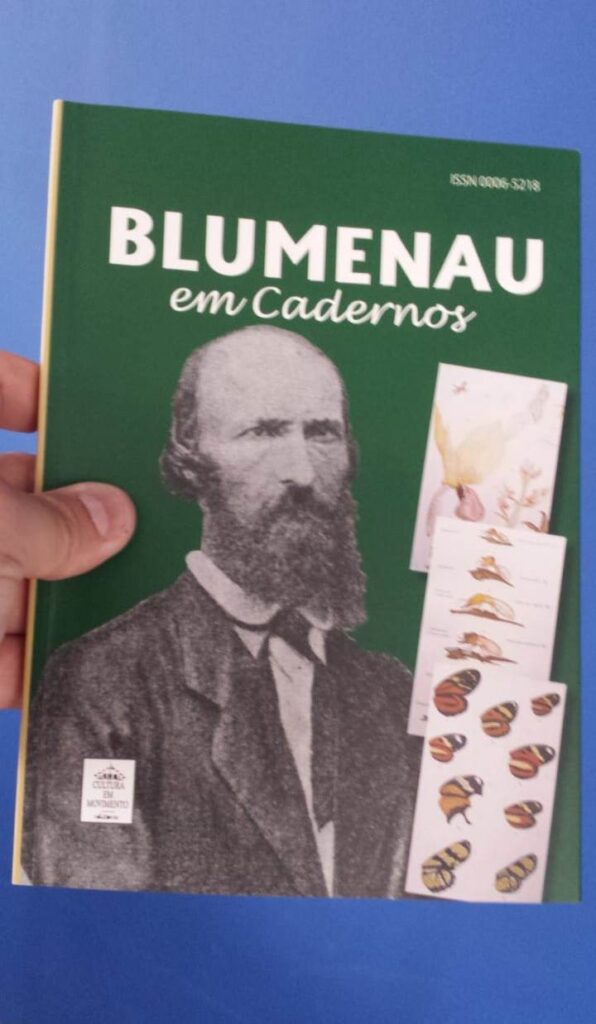 ISSN 0006-5218
BLUMENAU
em Cadernos
CULTURA
EM
MOVIMENTO